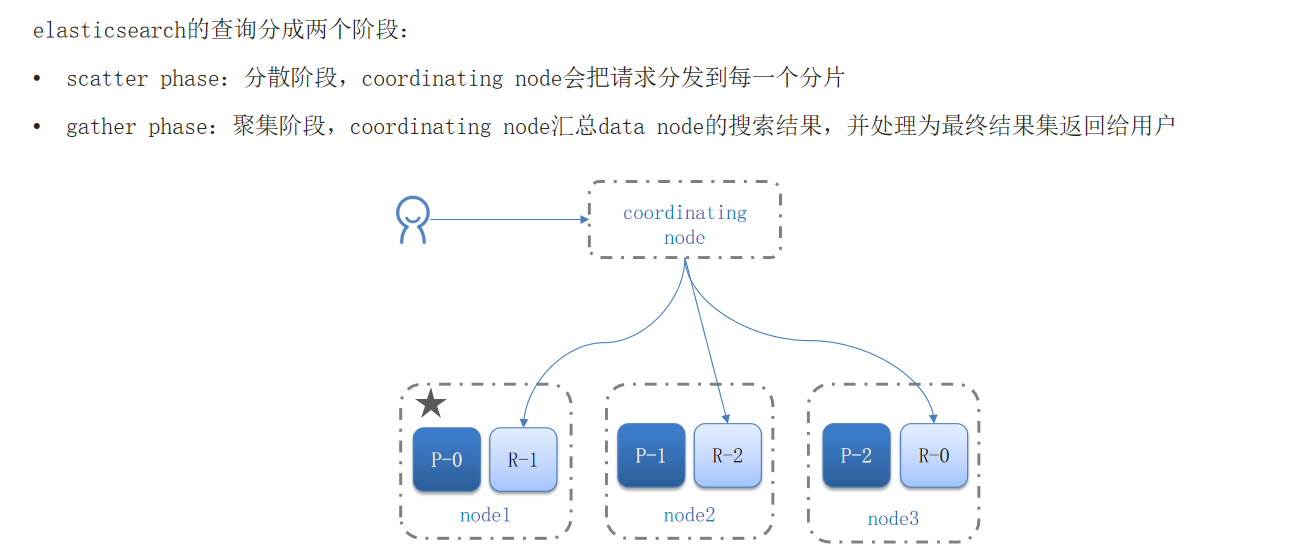 elasticsearch的查询分成两个阶段：
• scatter phase：分散阶段，coordinating node会把请求分发到每一个分片
• gather phase：聚集阶段，coordinating node汇总data node的搜索结果，并处理为最终结果集返回给用户
coordinating
node
P-0 R-1 P-1 R-2 P-2 R-0
node1 node2 node3